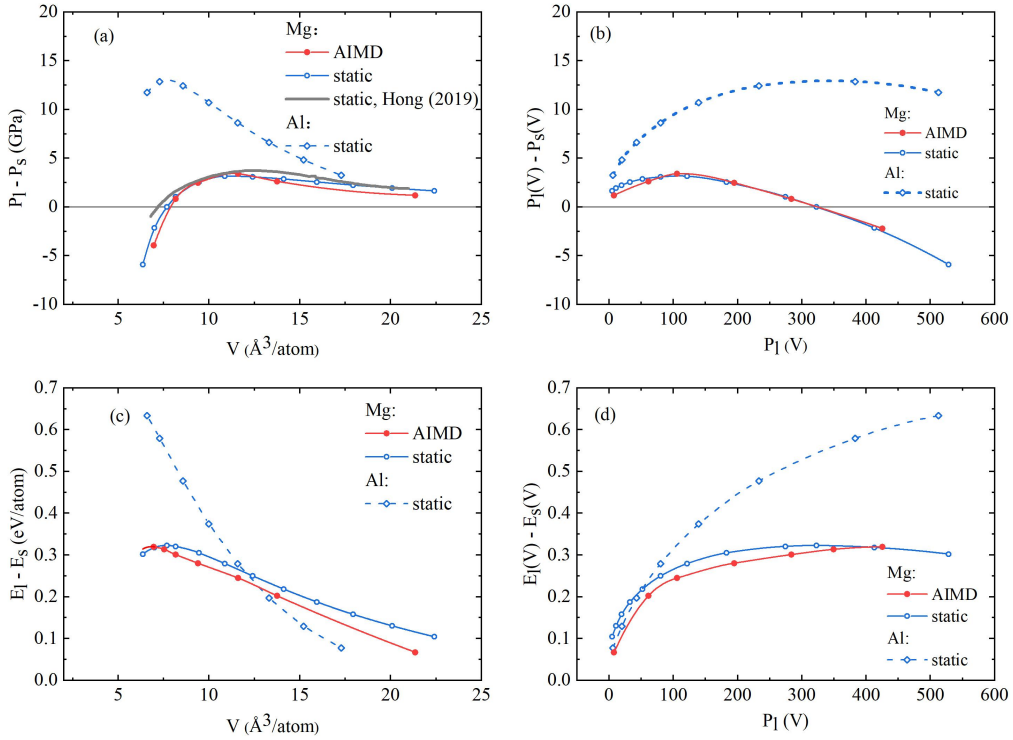 (a)
Mg:
AIMD
static
static, Hong (2019)
Al:
static
20
15
10
5
0
-5
-10
5
10
15
20
25
P_l - P_s (GPa)
V (Å^3/atom)
(b)
Mg:
AIMD
static
Al:
static
20
15
10
5
0
-5
-10
0
100
200
300
400
500
600
P_l(V) - P_s(V)
P_l (V)
(c)
Mg:
AIMD
static
Al:
static
0.7
0.6
0.5
0.4
0.3
0.2
0.1
0.0
5
10
15
20
25
E_l - E_s (eV/atom)
V (Å^3/atom)
(d)
Mg:
AIMD
static
Al:
static
0.7
0.6
0.5
0.4
0.3
0.2
0.1
0.0
0
100
200
300
400
500
600
E_l(V) - E_s(V)
P_l (V)